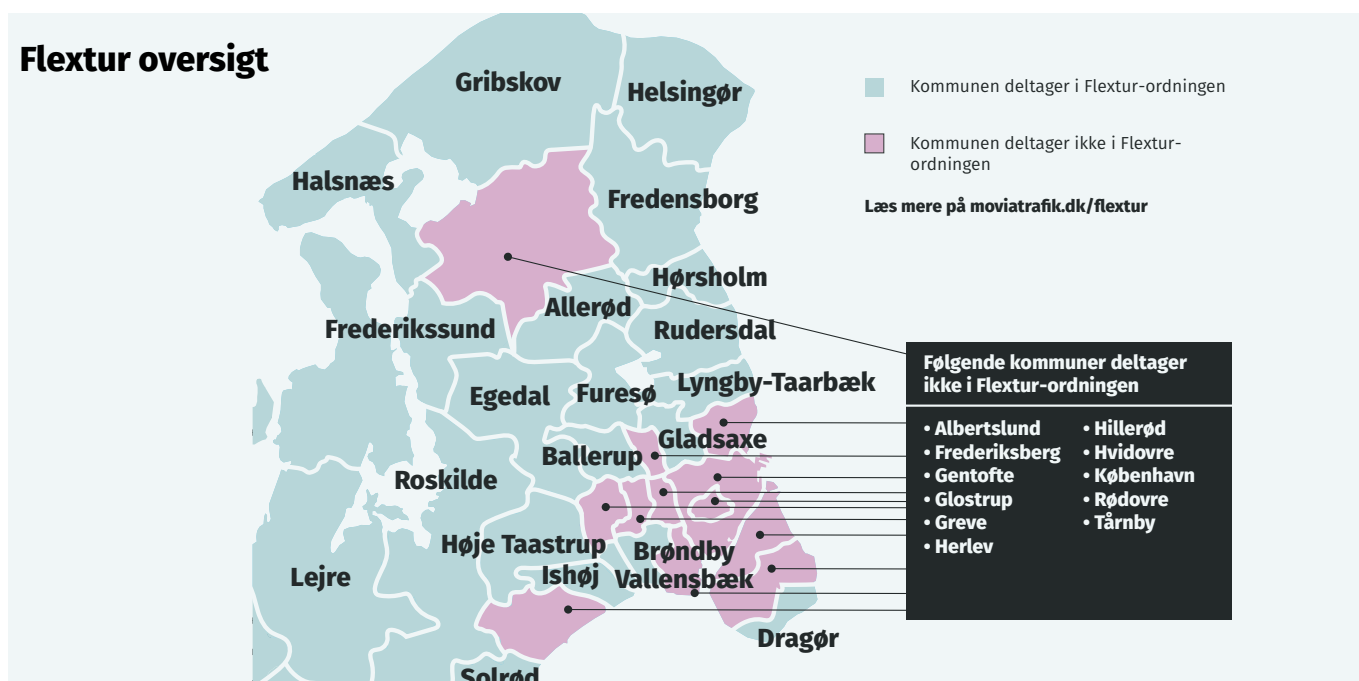 Flextur oversigt
Gribskov
Helsingør
Kommunen deltager i Flextur-ordningen
Kommunen deltager ikke i Flextur-
ordningen
Læs mere på moviatrafik.dk/flextur
Halsnæs
Fredensborg
Hørsholm
Allerød
Frederikssund
Rudersdal
Egedal
Furesø
Lyngby-Taarbæk
Gladsaxe
Ballerup
Roskilde
Høje Taastrup
Brøndby
Ishøj
Vallensbæk
Lejre
Dragør
Solrød
Følgende kommuner deltager
ikke i Flextur-ordningen
• Albertslund
• Frederiksberg
• Gentofte
• Glostrup
• Greve
• Herlev
• Hillerød
• Hvidovre
• København
• Rødovre
• Tårnby